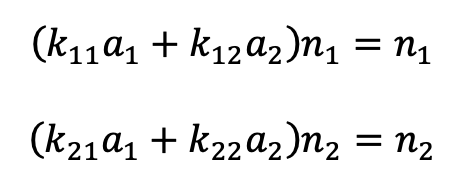 (k₁₁a₁ + k₁₂a₂)n₁ = n₁
(k₂₁a₁ + k₂₂a₂)n₂ = n₂